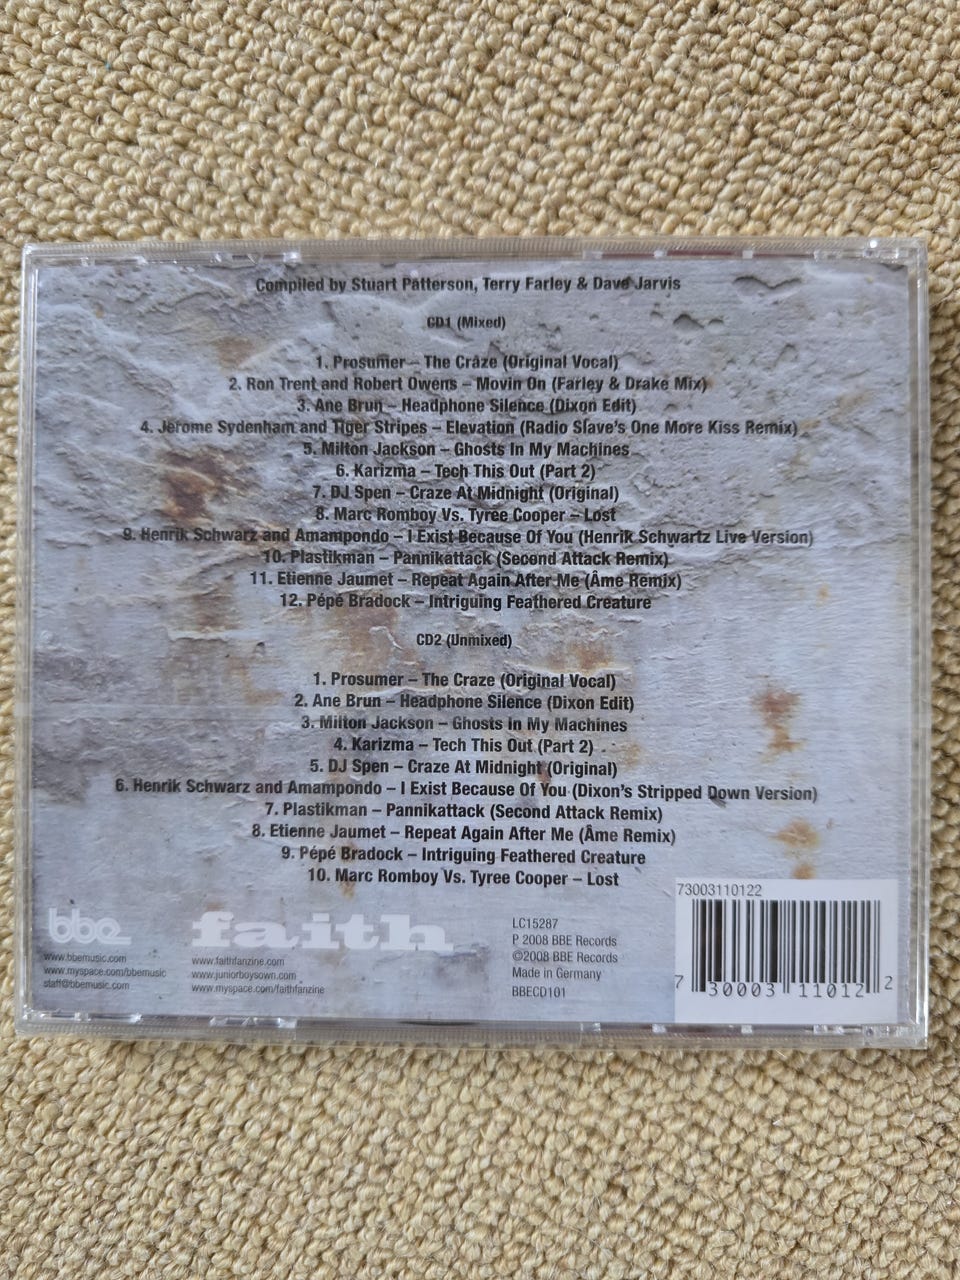 Compiled by Stuart Patterson, Terry Farley & Dave Jarvis
CD1 (Mixed)
1. Prosumer – The Craze (Original Vocal)
2. Ron Trent and Robert Owens – Movin On (Farley & Drake Mix)
3. Ane Brun – Headphone Silence (Dixon Edit)
4. Jerome Sydenham and Tiger Stripes – Elevation (Radio Slave's One More Kiss Remix)
5. Milton Jackson – Ghosts In My Machines
6. Karizma – Tech This Out (Part 2)
7. DJ Spen – Craze At Midnight (Original)
8. Marc Romboy Vs. Tyree Cooper – Lost
9. Henrik Schwarz and Amampondo – I Exist Because Of You (Henrik Schwartz Live Version)
10. Plastikman – Pannikattack (Second Attack Remix)
11. Etienne Jaumet – Repeat Again After Me (Âme Remix)
12. Pépé Bradock – Intriguing Feathered Creature
CD2 (Unmixed)
1. Prosumer – The Craze (Original Vocal)
2. Ane Brun – Headphone Silence (Dixon Edit)
3. Milton Jackson – Ghosts In My Machines
4. Karizma – Tech This Out (Part 2)
5. DJ Spen – Craze At Midnight (Original)
6. Henrik Schwarz and Amampondo – I Exist Because Of You (Dixon's Stripped Down Version)
7. Plastikman – Pannikattack (Second Attack Remix)
8. Etienne Jaumet – Repeat Again After Me (Âme Remix)
9. Pépé Bradock – Intriguing Feathered Creature
10. Marc Romboy Vs. Tyree Cooper – Lost
bbe
www.bbemusic.com
www.myspace.com/bbemusic
staff@bbemusic.com
faith
www.faithfanzine.com
www.juniorboysown.com
www.myspace.com/faithfanzine
LC15287
P 2008 BBE Records
©2008 BBE Records
Made in Germany
BBECD101
73003110122
7 30003 11012 2